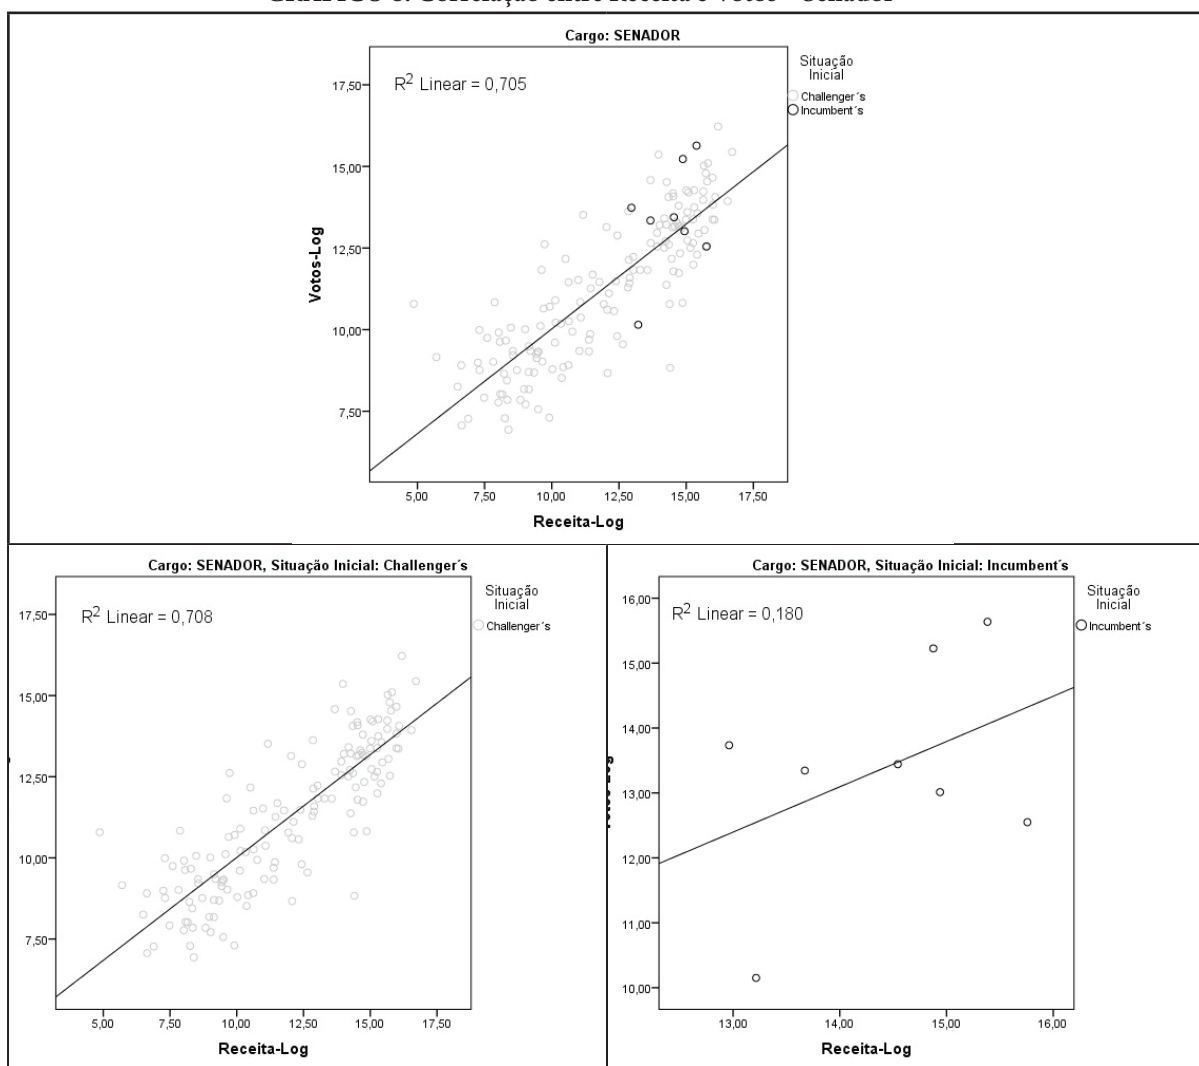 Cargo: SENADOR
R² Linear = 0,705
Situação
Inicial
Challenger´s
Incumbent´s
17,50
15,00
12,50
10,00
7,50
Votos-Log
5,00 7,50 10,00 12,50 15,00 17,50
Receita-Log
Cargo: SENADOR, Situação Inicial: Challenger´s
R² Linear = 0,708
Situação
Inicial
Challenger´s
17,50
15,00
12,50
10,00
7,50
5,00 7,50 10,00 12,50 15,00 17,50
Receita-Log
Cargo: SENADOR, Situação Inicial: Incumbent´s
R² Linear = 0,180
Situação
Inicial
Incumbent´s
16,00
15,00
14,00
13,00
12,00
11,00
10,00
13,00 14,00 15,00 16,00
Receita-Log